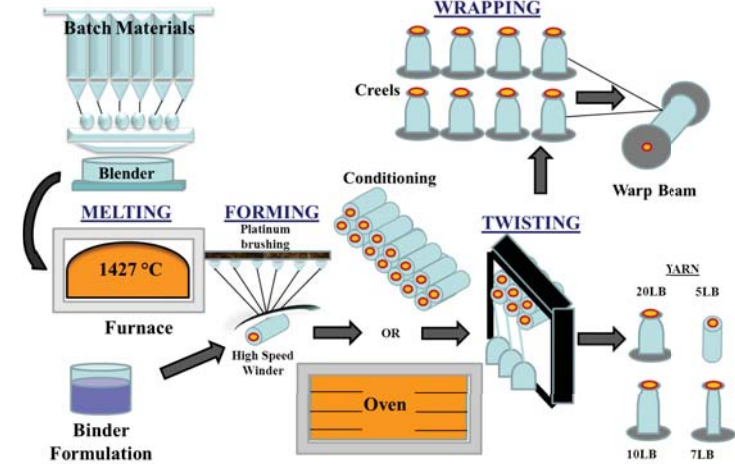 WRAPPING
Batch Materials
Creels
Blender
Warp Beam
Conditioning
MELTING
FORMING
TWISTING
Platinum
brushing
1427 °C
YARN
20LB 5LB
Furnace
High Speed
Winder
OR
Oven
Binder
Formulation
10LB 7LB